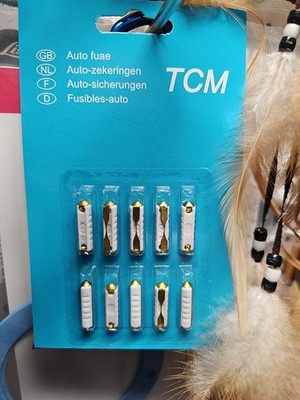 GB Auto fuae
NL Auto-zekeringen
F Auto-sicherungen
D Fusibles-auto
TCM